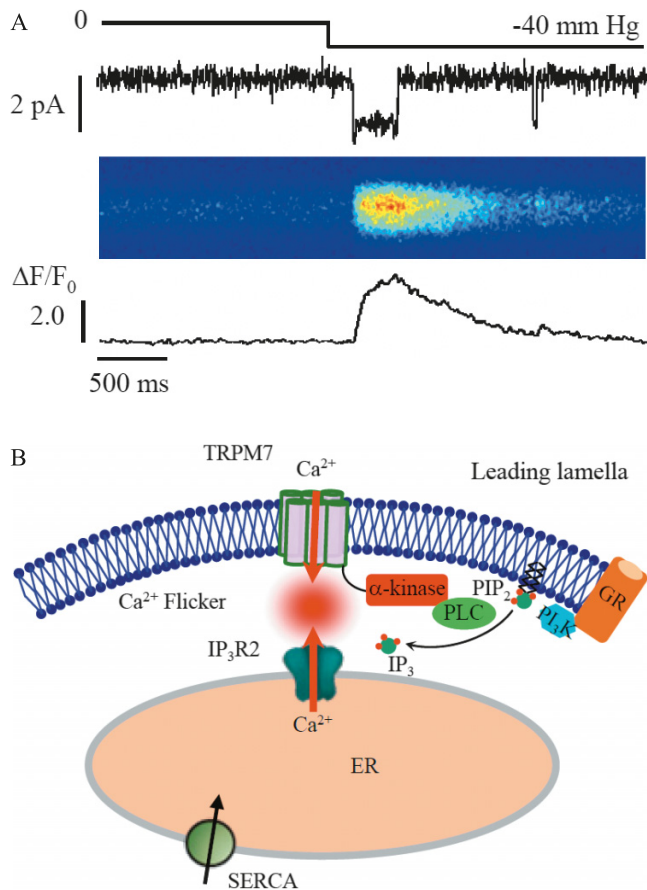 A
0
-40 mm Hg
2 pA
ΔF/F0
2.0
500 ms
B
TRPM7
Ca2+
Leading lamella
Ca2+ Flicker
α-kinase
PLC
PIP2
PI3K
GR
IP3R2
IP3
Ca2+
ER
SERCA